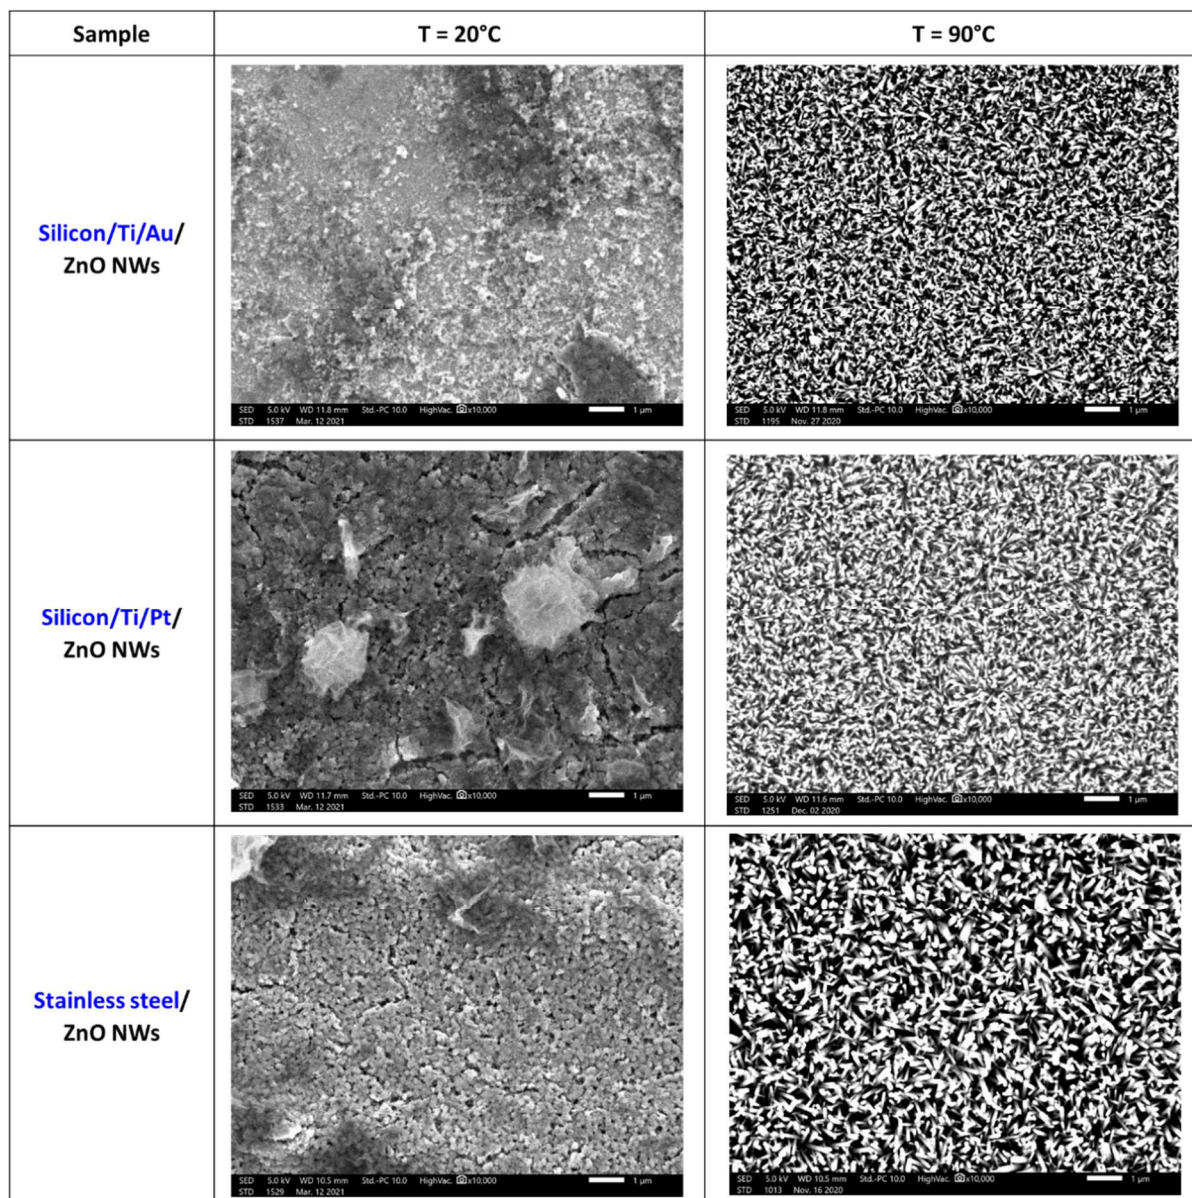 Sample
T = 20°C
T = 90°C
Silicon/Ti/Au/
ZnO NWs
SED 5.0 kV WD 11.8 mm Std.-PC 10.0 HighVac. x10,000 1 µm
STD 1537 Mar. 12 2021
SED 5.0 kV WD 11.8 mm Std.-PC 10.0 HighVac. x10,000 1 µm
STD 1195 Nov. 27 2020
Silicon/Ti/Pt/
ZnO NWs
SED 5.0 kV WD 11.7 mm Std.-PC 10.0 HighVac. x10,000 1 µm
STD 1533 Mar. 12 2021
SED 5.0 kV WD 11.6 mm Std.-PC 10.0 HighVac. x10,000 1 µm
STD 1251 Dec. 02 2020
Stainless steel/
ZnO NWs
SED 5.0 kV WD 10.5 mm Std.-PC 10.0 HighVac. x10,000 1 µm
STD 1529 Mar. 12 2021
SED 5.0 kV WD 10.5 mm Std.-PC 10.0 HighVac. x10,000 1 µm
STD 1013 Nov. 16 2020